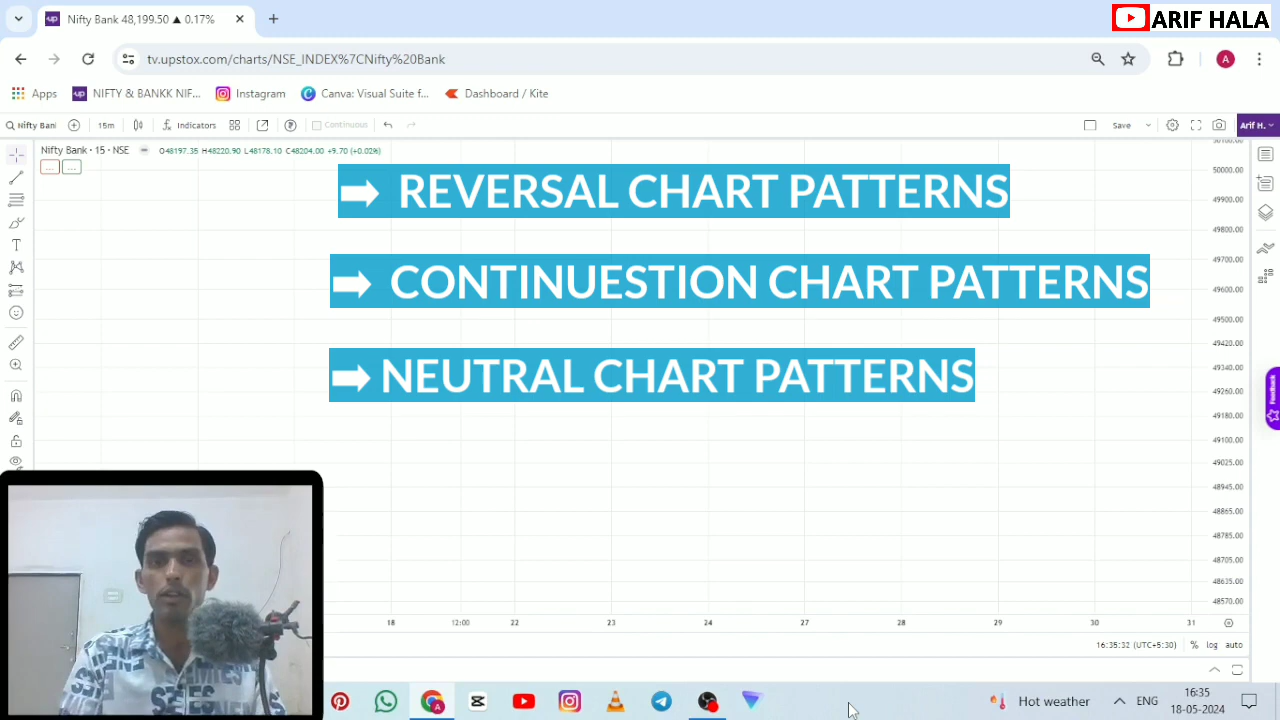 Nifty Bank 48,199.50 ▲ 0.17%
ARIF HALA
tv.upstox.com/charts/NSE_INDEX%7CNifty%20Bank
A
Apps
NIFTY & BANKK NIF...
Instagram
Canva: Visual Suite f...
Dashboard / Kite
Nifty Banl
15m
Indicators
Continuous
Save
Arif H.
Nifty Bank • 15 • NSE
O48197.35 H48220.90 L48178.10 C48204.00 +9.70 (+0.02%)
➡ REVERSAL CHART PATTERNS
➡ CONTINUESTION CHART PATTERNS
➡ NEUTRAL CHART PATTERNS
50100.00
50000.00
49900.00
49800.00
49700.00
49600.00
49500.00
49420.00
49340.00
49260.00
49180.00
49100.00
49025.00
48945.00
48865.00
48785.00
48705.00
48635.00
48570.00
Feedback
18
12:00
22
23
24
27
28
29
30
31
16:35:32 (UTC+5:30)
%
log
auto
Hot weather
ENG
16:35
18-05-2024